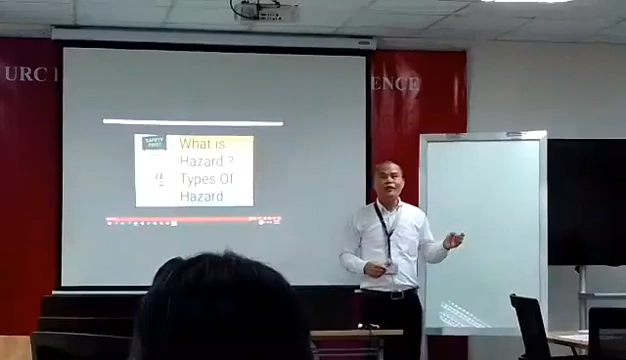 URC
ENCE
SAFETY
FIRST
What is
Hazard ?
Types Of
Hazard